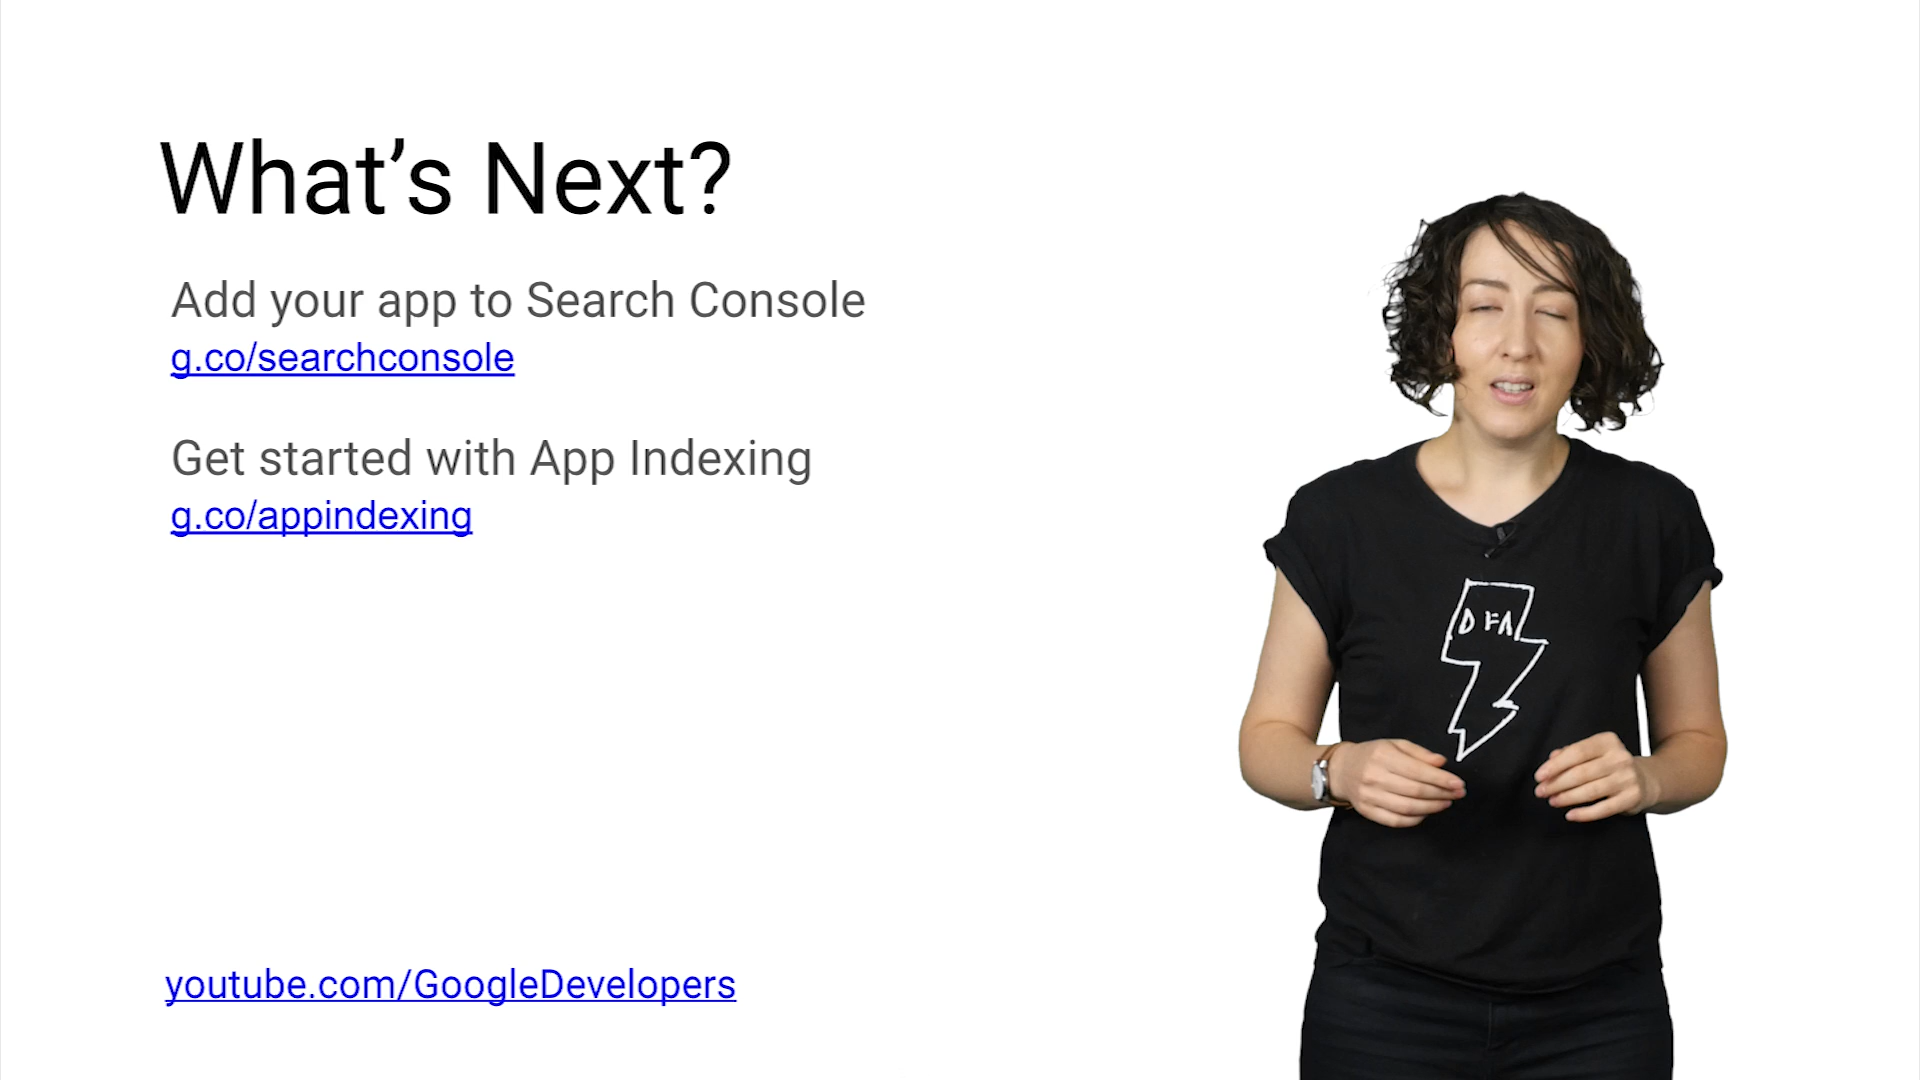 What’s Next?
Add your app to Search Console
g.co/searchconsole
Get started with App Indexing
g.co/appindexing
youtube.com/GoogleDevelopers
DFA